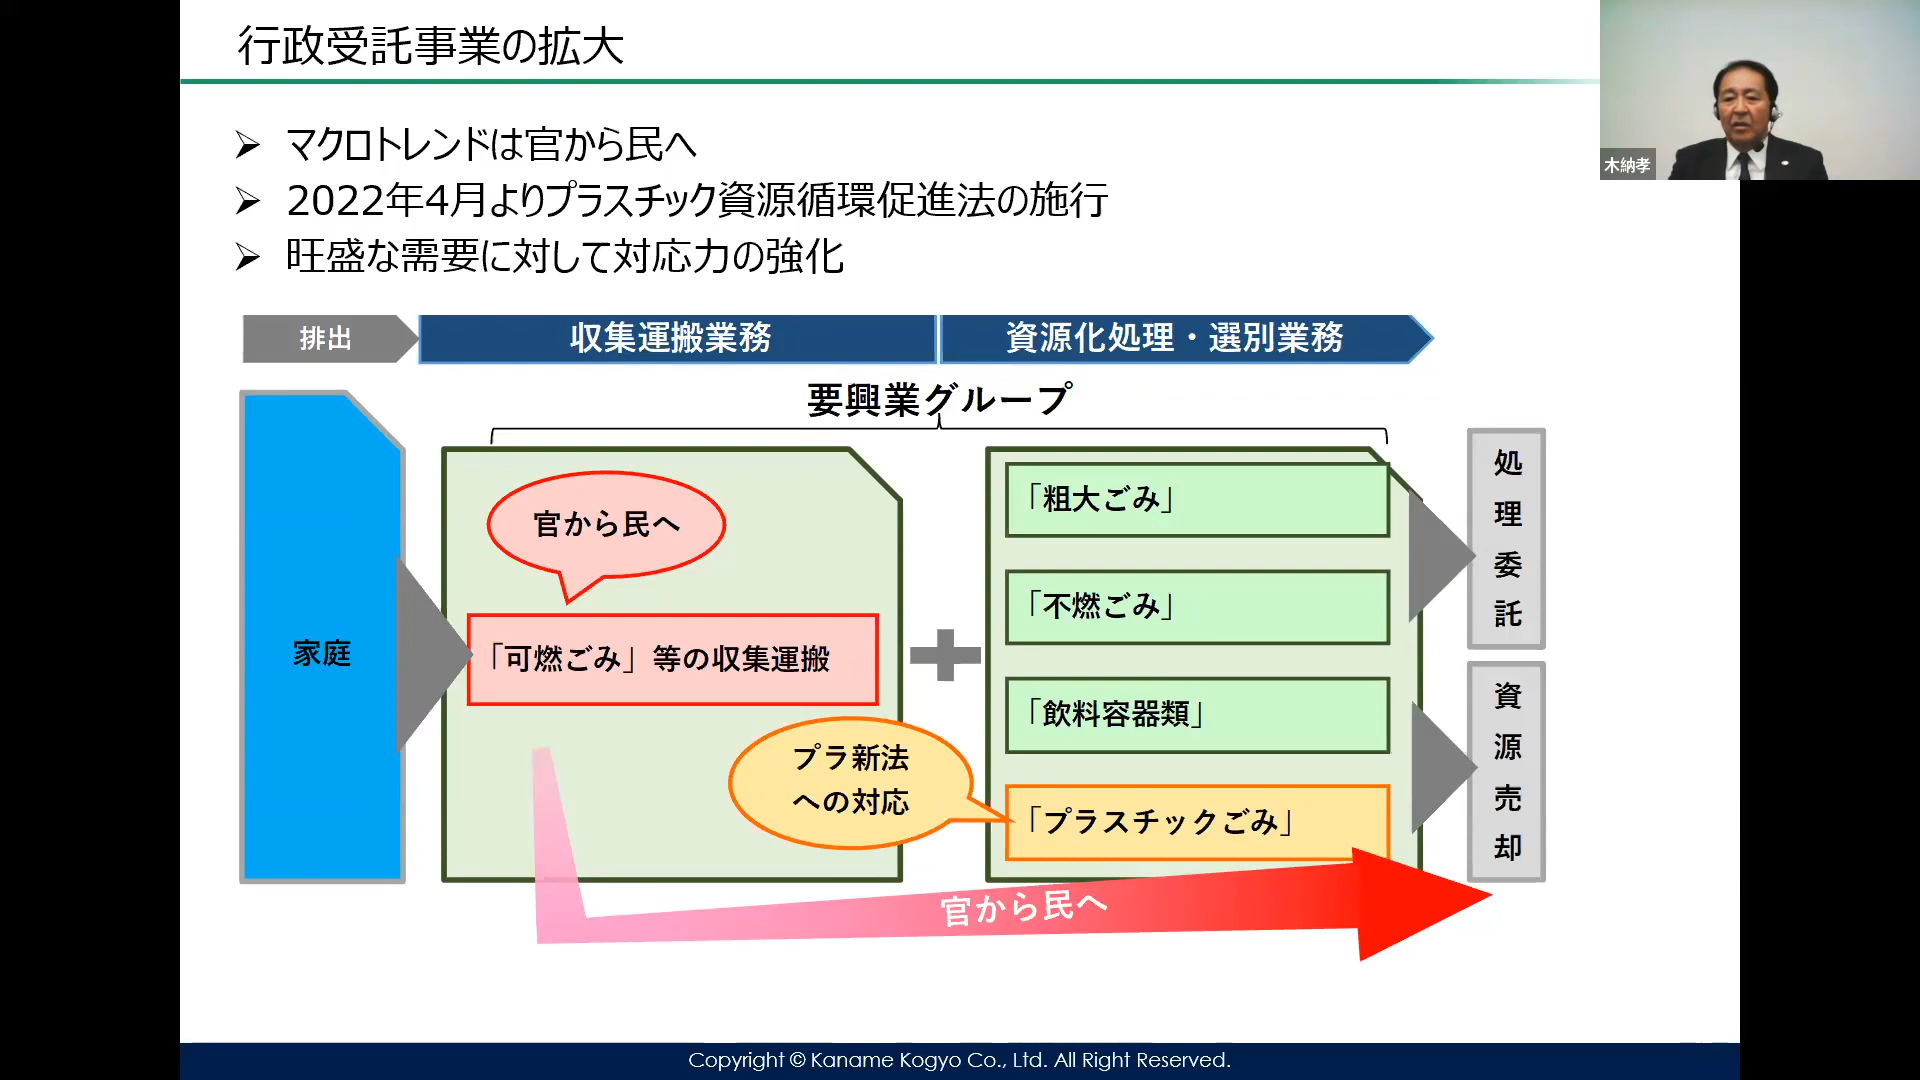 行政受託事業の拡大
木納孝
マクロトレンドは官から民へ
2022年4月よりプラスチック資源循環促進法の施行
旺盛な需要に対して対応力の強化
排出
収集運搬業務
資源化処理・選別業務
要興業グループ
家庭
官から民へ
「可燃ごみ」等の収集運搬
「粗大ごみ」
「不燃ごみ」
「飲料容器類」
プラ新法
への対応
「プラスチックごみ」
処理委託
資源売却
官から民へ
Copyright © Kaname Kogyo Co., Ltd. All Right Reserved.